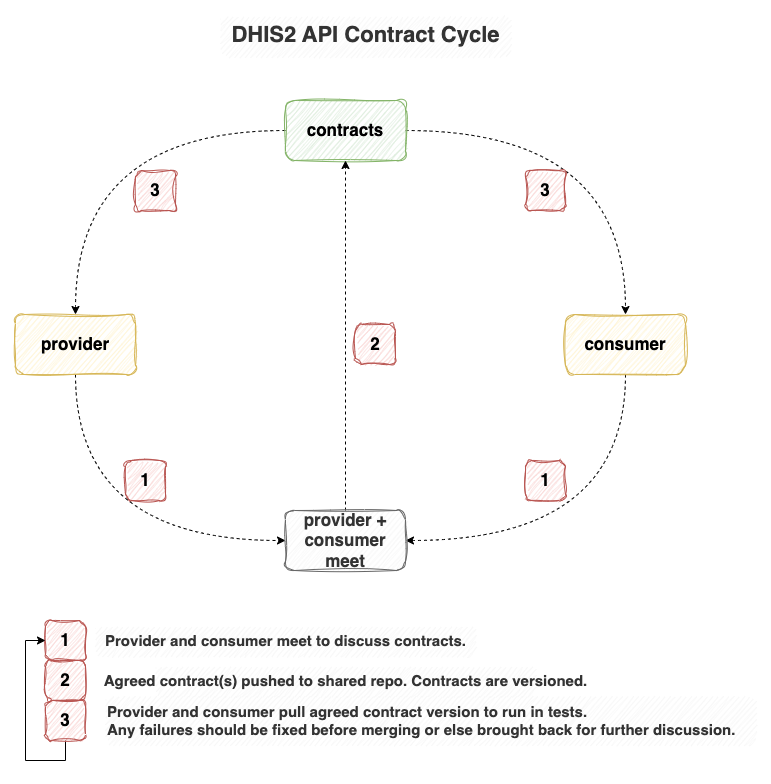 DHIS2 API Contract Cycle
contracts
3
3
provider
2
consumer
1
1
provider +
consumer
meet
1
Provider and consumer meet to discuss contracts.
2
Agreed contract(s) pushed to shared repo. Contracts are versioned.
3
Provider and consumer pull agreed contract version to run in tests.
Any failures should be fixed before merging or else brought back for further discussion.